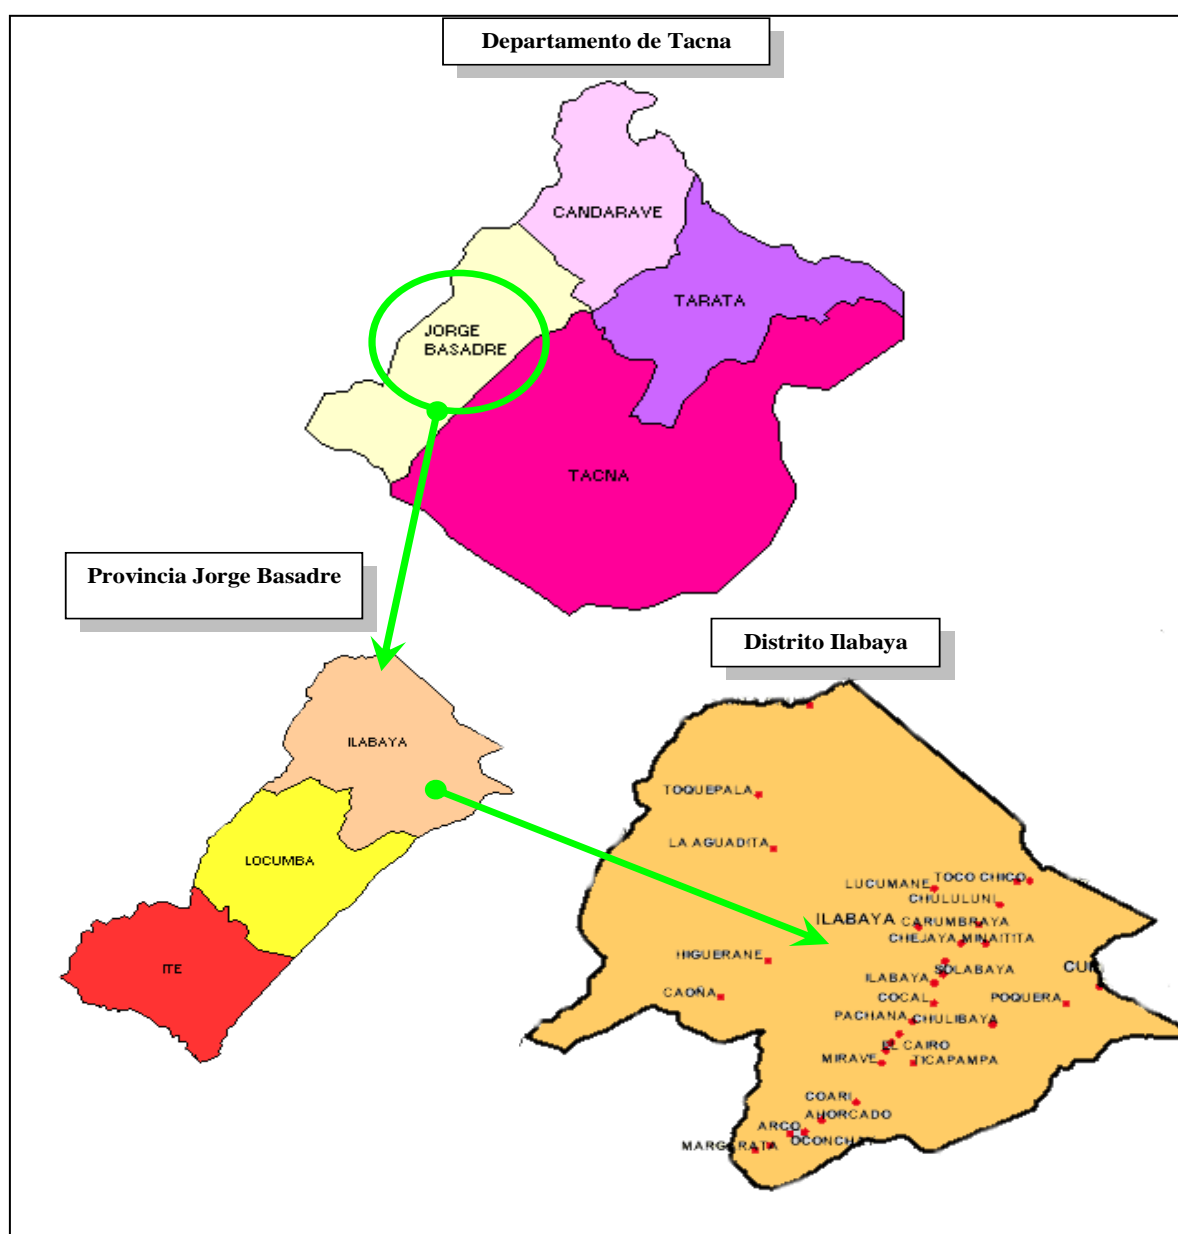 Departamento de Tacna
CANDARAVE
TARATA
JORGE
BASADRE
TACNA
Provincia Jorge Basadre
Distrito Ilabaya
ILABAYA
LOCUMBA
ITE
TOQUEPALA
LA AGUADITA
LUCUMANE
TOCO CHICO
CHULULUNI
ILABAYA
CARUMBRAYA
CHEJAYA
MINAITITA
HIGUERANE
SOLABAYA
ILABAYA
CAOÑA
COCAL
POQUERA
PACHANA
CHULIBAYA
EL CAIRO
MIRAVE
TICAPAMPA
COARI
AHORCADO
ARCO
OCONCHAY
MARGARATA